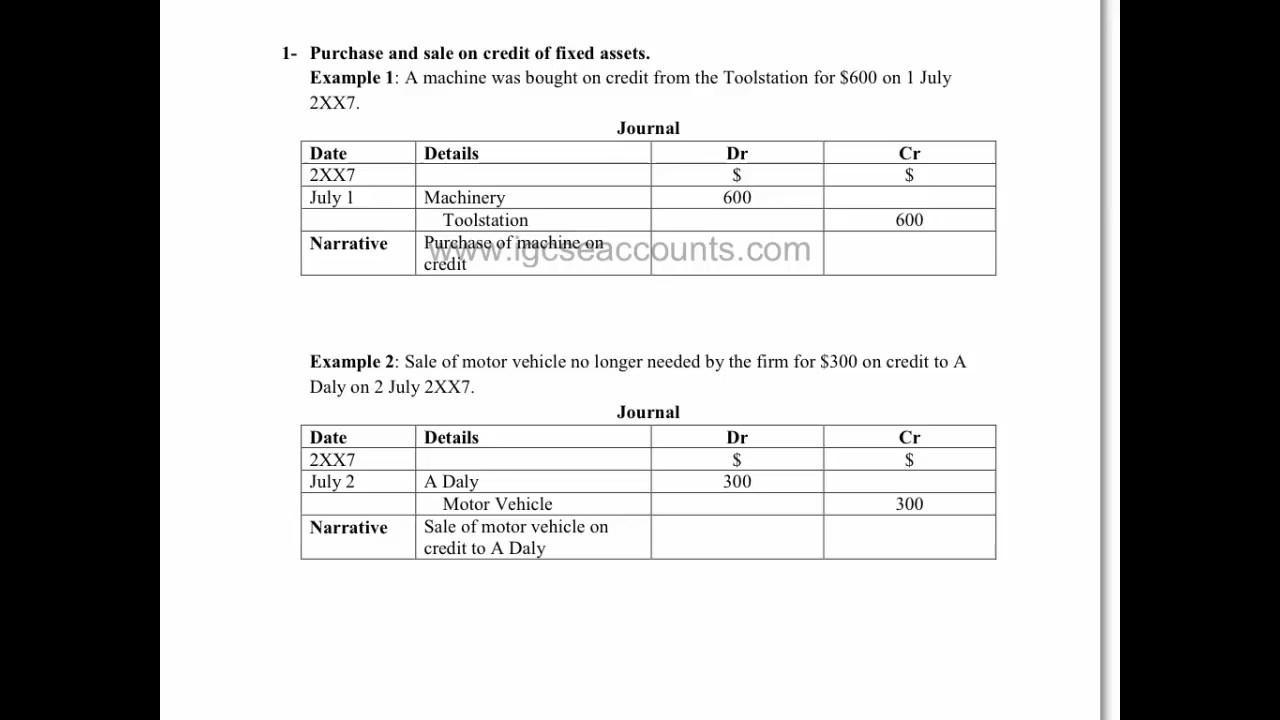 1- Purchase and sale on credit of fixed assets.
Example 1: A machine was bought on credit from the Toolstation for $600 on 1 July
2XX7.
Journal
Date Details Dr Cr
2XX7 $ $
July 1 Machinery 600
Toolstation 600
Narrative Purchase of machine on
credit
www.igcseaccounts.com
Example 2: Sale of motor vehicle no longer needed by the firm for $300 on credit to A
Daly on 2 July 2XX7.
Journal
Date Details Dr Cr
2XX7 $ $
July 2 A Daly 300
Motor Vehicle 300
Narrative Sale of motor vehicle on
credit to A Daly